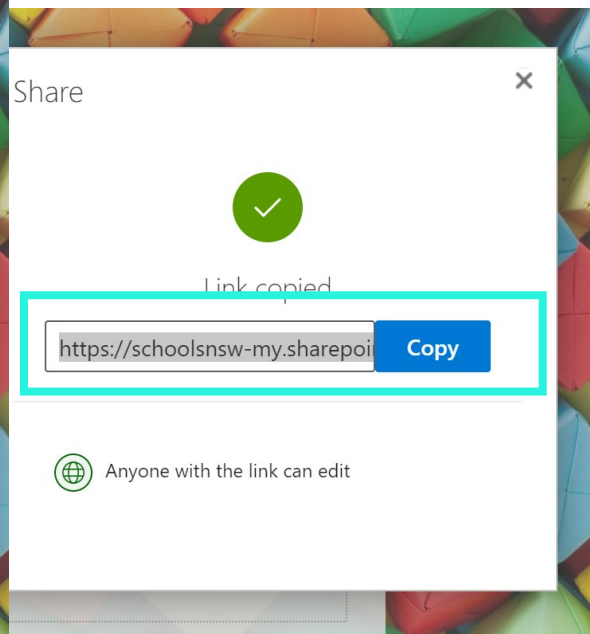 Share
Link copied
https://schoolsnsw-my.sharepoi
Copy
Anyone with the link can edit